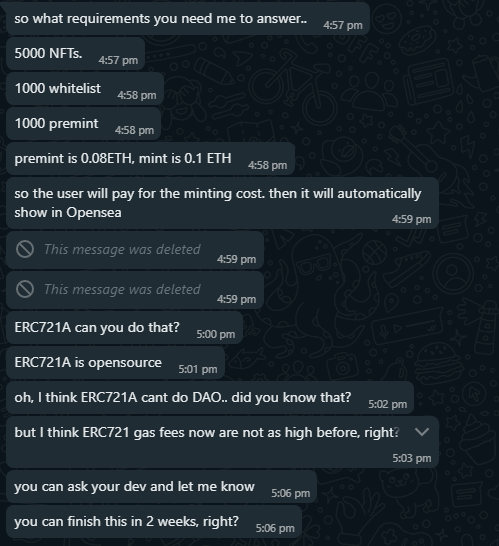 so what requirements you need me to answer.. 4:57 pm
5000 NFTs. 4:57 pm
1000 whitelist 4:58 pm
1000 premint 4:58 pm
premint is 0.08ETH, mint is 0.1 ETH 4:58 pm
so the user will pay for the minting cost. then it will automatically
show in Opensea 4:59 pm
This message was deleted 4:59 pm
This message was deleted 4:59 pm
ERC721A can you do that? 5:00 pm
ERC721A is opensource 5:01 pm
oh, I think ERC721A cant do DAO.. did you know that? 5:02 pm
but I think ERC721 gas fees now are not as high before, right?
5:03 pm
you can ask your dev and let me know 5:06 pm
you can finish this in 2 weeks, right? 5:06 pm